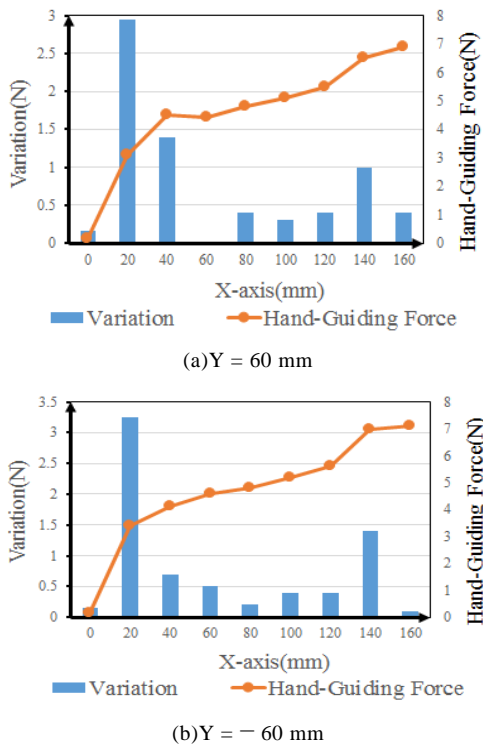 3
2.5
2
1.5
1
0.5
0
8
7
6
5
4
3
2
1
0
Variation(N)
Hand-Guiding Force(N)
0 20 40 60 80 100 120 140 160
X-axis(mm)
Variation Hand-Guiding Force
(a)Y = 60 mm
3.5
3
2.5
2
1.5
1
0.5
0
8
7
6
5
4
3
2
1
0
Variation(N)
Hand-Guiding Force(N)
0 20 40 60 80 100 120 140 160
X-axis(mm)
Variation Hand-Guiding Force
(b)Y = − 60 mm